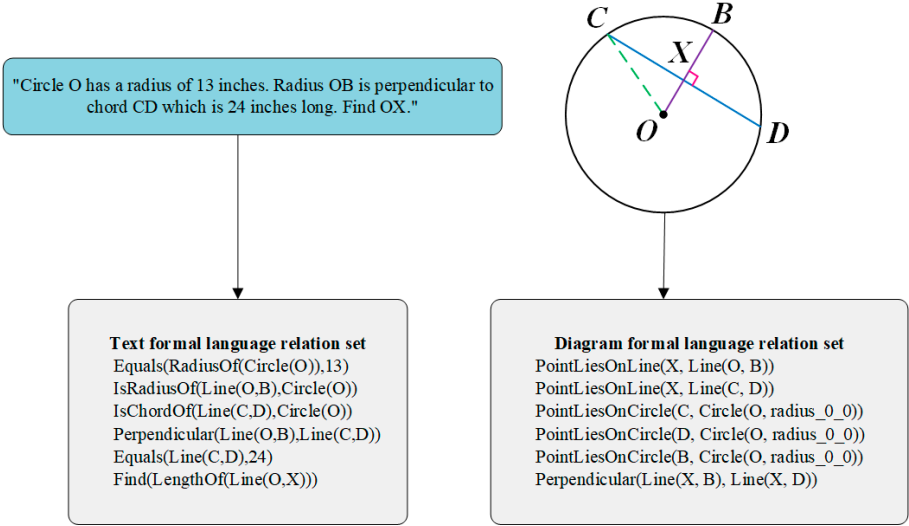 "Circle O has a radius of 13 inches. Radius OB is perpendicular to
chord CD which is 24 inches long. Find OX."
C
B
X
O
D
Text formal language relation set
Equals(RadiusOf(Circle(O)),13)
IsRadiusOf(Line(O,B),Circle(O))
IsChordOf(Line(C,D),Circle(O))
Perpendicular(Line(O,B),Line(C,D))
Equals(Line(C,D),24)
Find(LengthOf(Line(O,X)))
Diagram formal language relation set
PointLiesOnLine(X, Line(O, B))
PointLiesOnLine(X, Line(C, D))
PointLiesOnCircle(C, Circle(O, radius_0_0))
PointLiesOnCircle(D, Circle(O, radius_0_0))
PointLiesOnCircle(B, Circle(O, radius_0_0))
Perpendicular(Line(X, B), Line(X, D))